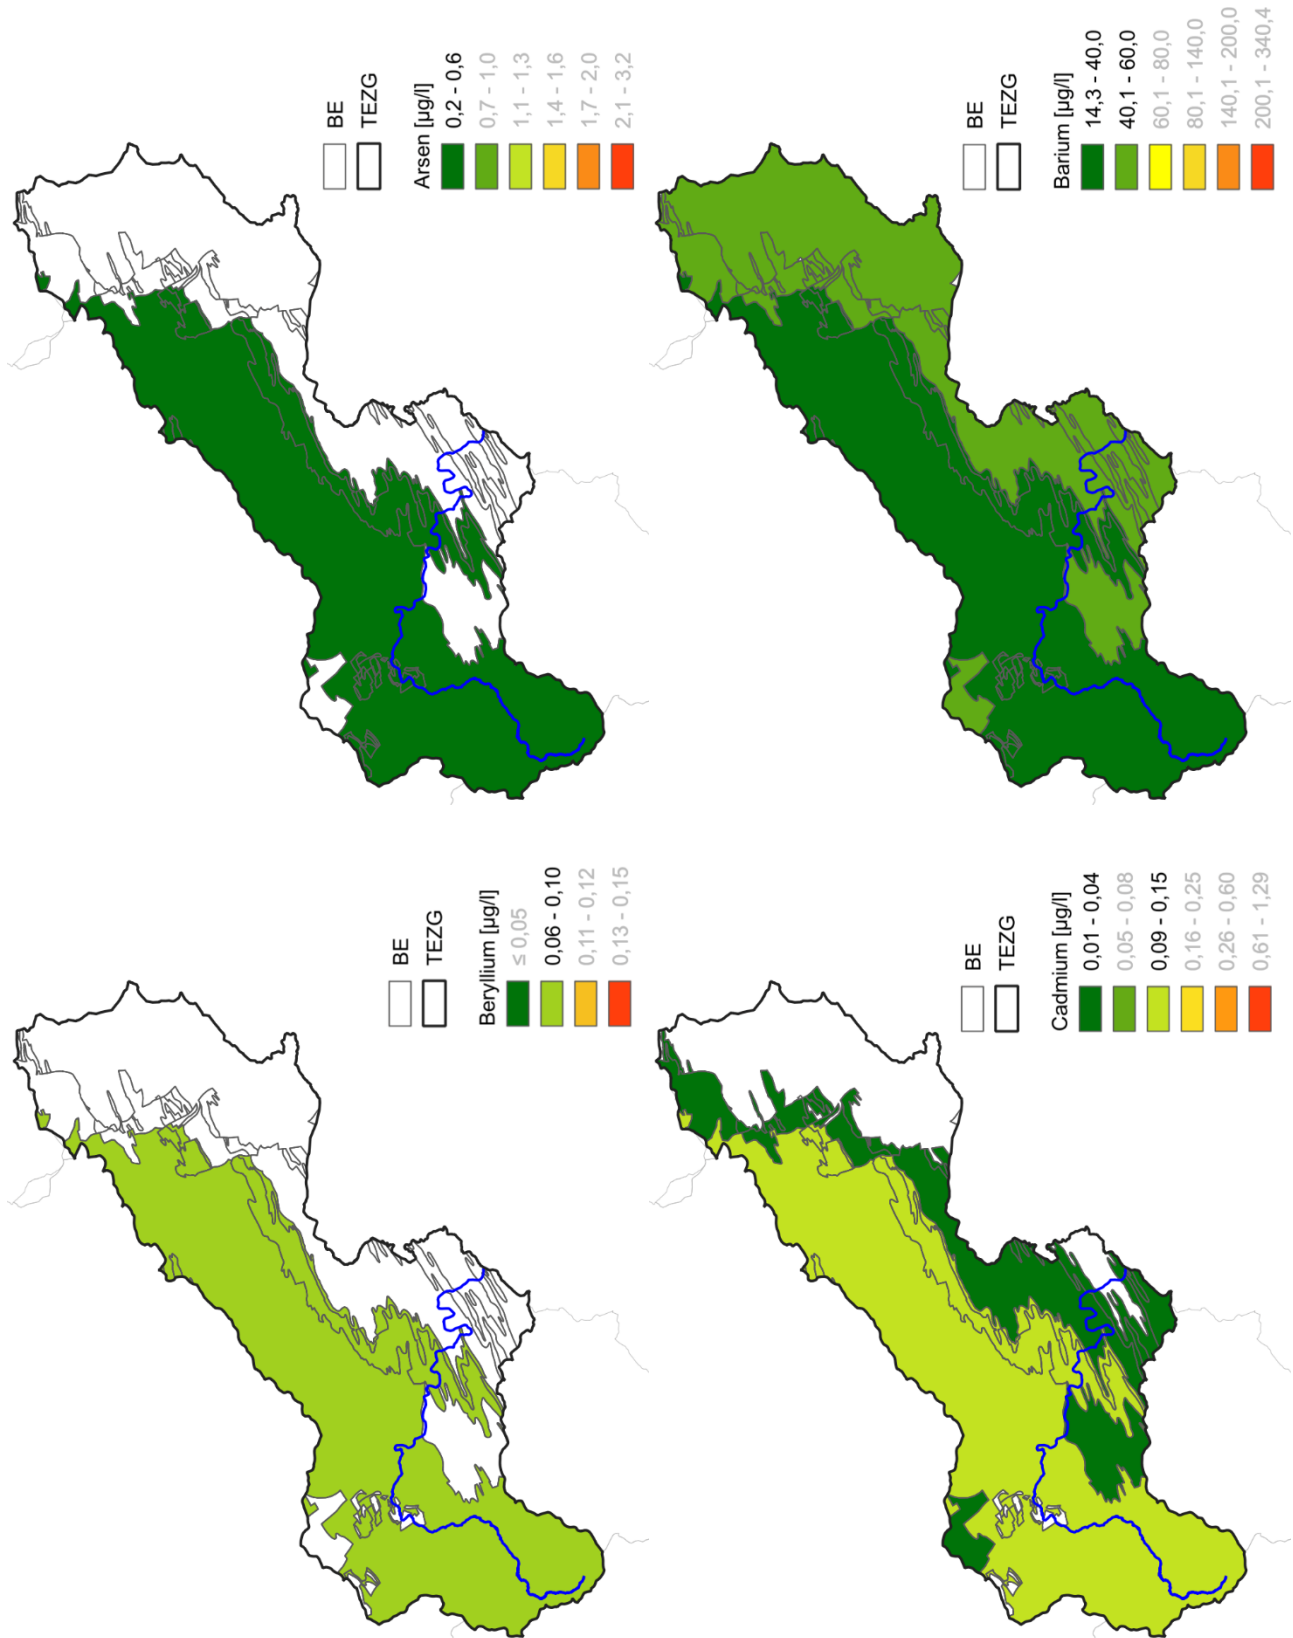 BE
TEZG
Arsen [µg/l]
0,2 - 0,6
0,7 - 1,0
1,1 - 1,3
1,4 - 1,6
1,7 - 2,0
2,1 - 3,2
BE
TEZG
Barium [µg/l]
14,3 - 40,0
40,1 - 60,0
60,1 - 80,0
80,1 - 140,0
140,1 - 200,0
200,1 - 340,4
BE
TEZG
Beryllium [µg/l]
≤ 0,05
0,06 - 0,10
0,11 - 0,12
0,13 - 0,15
BE
TEZG
Cadmium [µg/l]
0,01 - 0,04
0,05 - 0,08
0,09 - 0,15
0,16 - 0,25
0,26 - 0,60
0,61 - 1,29